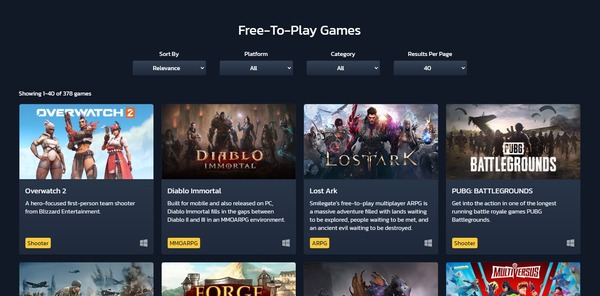 Free-To-Play Games
Sort By Platform Category Results Per Page
Relevance All All 40
Showing 1-40 of 378 games
OVERWATCH 2
DIABLO
IMMORTAL
LOST ARK
PUBG:
BATTLEGROUNDS
Overwatch 2
A hero-focused first-person team shooter
from Blizzard Entertainment.
Shooter
Diablo Immortal
Built for mobile and also released on PC,
Diablo Immortal fills in the gaps between
Diablo II and III in an MMOARPG environment.
MMOARPG
Lost Ark
Smilegate's free-to-play multiplayer ARPG is
a massive adventure filled with lands waiting
to be explored, people waiting to be met, and
an ancient evil waiting to be destroyed.
ARPG
PUBG: BATTLEGROUNDS
Get into the action in one of the longest
running battle royale games PUBG
Battlegrounds.
Shooter
FORGE
MULTIVERSUS